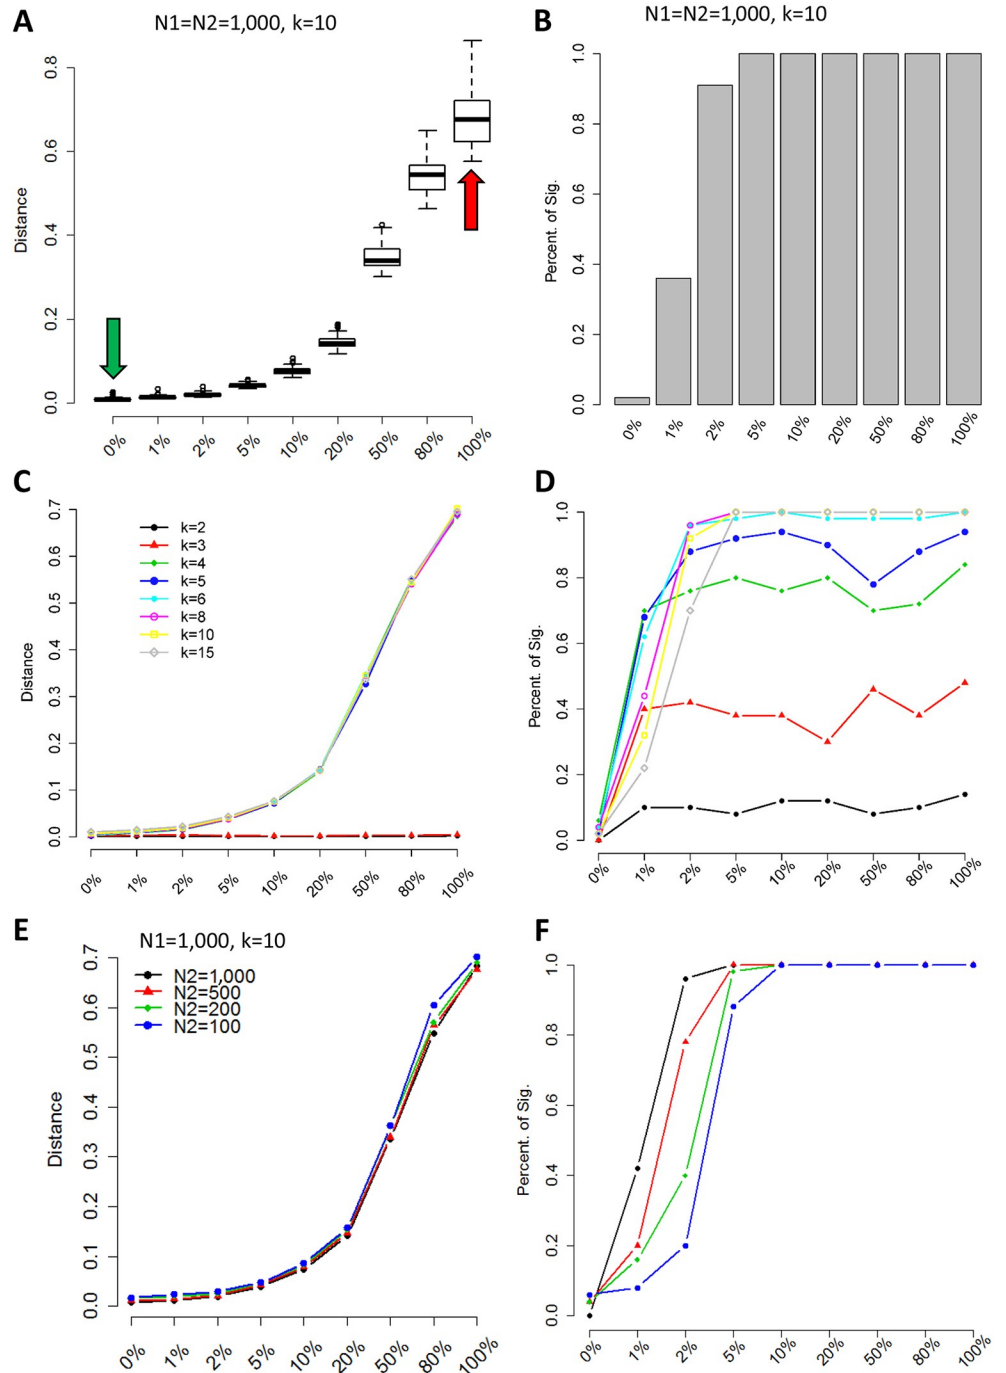 A
N1=N2=1,000, k=10
Distance
0.8
0.6
0.4
0.2
0.0
0% 1% 2% 5% 10% 20% 50% 80% 100%
B
N1=N2=1,000, k=10
Percent. of Sig.
1.0
0.8
0.6
0.4
0.2
0.0
0% 1% 2% 5% 10% 20% 50% 80% 100%
C
Distance
0.7
0.6
0.5
0.4
0.3
0.2
0.1
0.0
k=2
k=3
k=4
k=5
k=6
k=8
k=10
k=15
0% 1% 2% 5% 10% 20% 50% 80% 100%
D
Percent. of Sig.
1.0
0.8
0.6
0.4
0.2
0.0
0% 1% 2% 5% 10% 20% 50% 80% 100%
E
N1=1,000, k=10
Distance
0.7
0.6
0.5
0.4
0.3
0.2
0.1
0.0
N2=1,000
N2=500
N2=200
N2=100
0% 1% 2% 5% 10% 20% 50% 80% 100%
F
Percent. of Sig.
1.0
0.8
0.6
0.4
0.2
0.0
0% 1% 2% 5% 10% 20% 50% 80% 100%